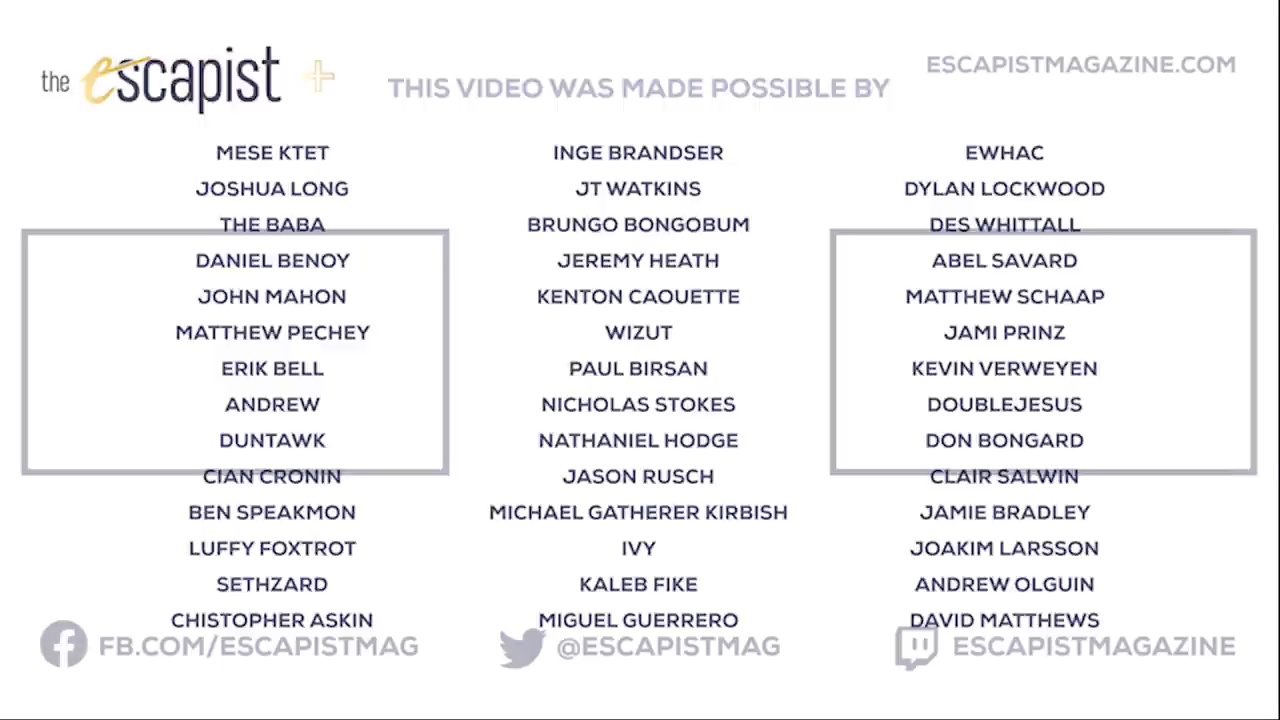 the escapist +
ESCAPISTMAGAZINE.COM
THIS VIDEO WAS MADE POSSIBLE BY
MESE KTET
JOSHUA LONG
THE BABA
DANIEL BENOY
JOHN MAHON
MATTHEW PECHEY
ERIK BELL
ANDREW
DUNTAWK
CIAN CRONIN
BEN SPEAKMON
LUFFY FOXTROT
SETHZARD
CHISTOPHER ASKIN
INGE BRANDSER
JT WATKINS
BRUNGO BONGOBUM
JEREMY HEATH
KENTON CAOUETTE
WIZUT
PAUL BIRSAN
NICHOLAS STOKES
NATHANIEL HODGE
JASON RUSCH
MICHAEL GATHERER KIRBISH
IVY
KALEB FIKE
MIGUEL GUERRERO
EWHAC
DYLAN LOCKWOOD
DES WHITTALL
ABEL SAVARD
MATTHEW SCHAAP
JAMI PRINZ
KEVIN VERWEYEN
DOUBLEJESUS
DON BONGARD
CLAIR SALWIN
JAMIE BRADLEY
JOAKIM LARSSON
ANDREW OLGUIN
DAVID MATTHEWS
FB.COM/ESCAPISTMAG
@ESCAPISTMAG
ESCAPISTMAGAZINE